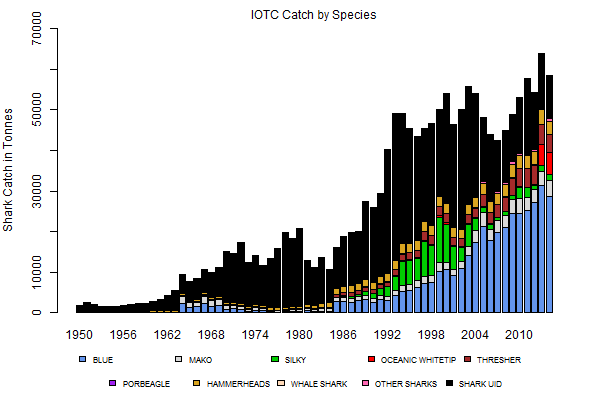 IOTC Catch by Species
Shark Catch in Tonnes
70000
50000
30000
10000
0
1950 1956 1962 1968 1974 1980 1986 1992 1998 2004 2010
BLUE MAKO SILKY OCEANIC WHITETIP THRESHER
PORBEAGLE HAMMERHEADS WHALE SHARK OTHER SHARKS SHARK UID